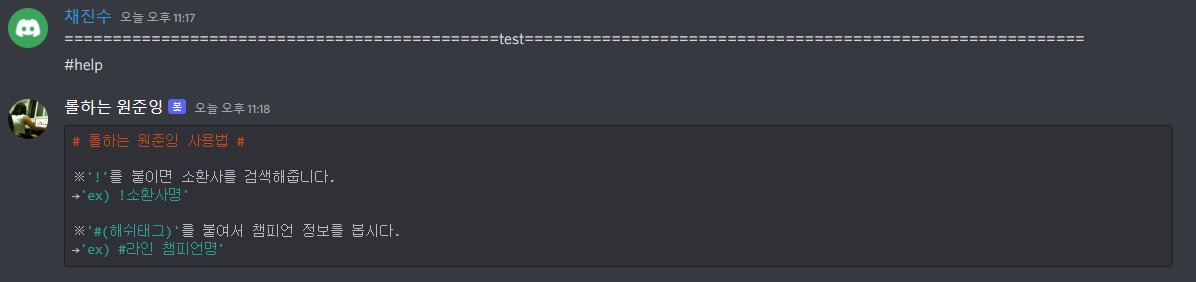 채진수 오늘 오후 11:17
=============================================test==========================================================
#help
롤하는 원준잉 봇 오늘 오후 11:18
# 롤하는 원준잉 사용법 #
※'!'를 붙이면 소환사를 검색해줍니다.
→'ex) !소환사명'
※'#(해쉬태그)'를 붙여서 챔피언 정보를 봅시다.
→'ex) #라인 챔피언명'